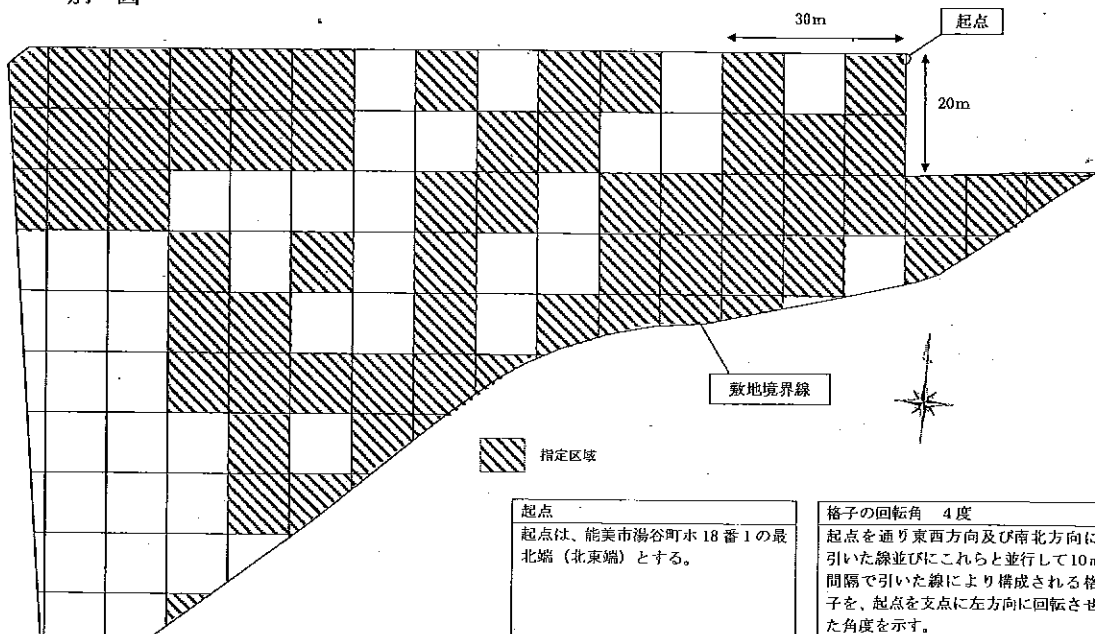 別 図
30m
起点
20m
敷地境界線
指定区域
起点
起点は、能美市湯谷町ホ 18 番 1 の最
北端（北東端）とする。
格子の回転角 4度
起点を通り東西方向及び南北方向に
引いた線並びにこれらと並行して10m
間隔で引いた線により構成される格
子を、起点を支点に左方向に回転させ
た角度を示す。